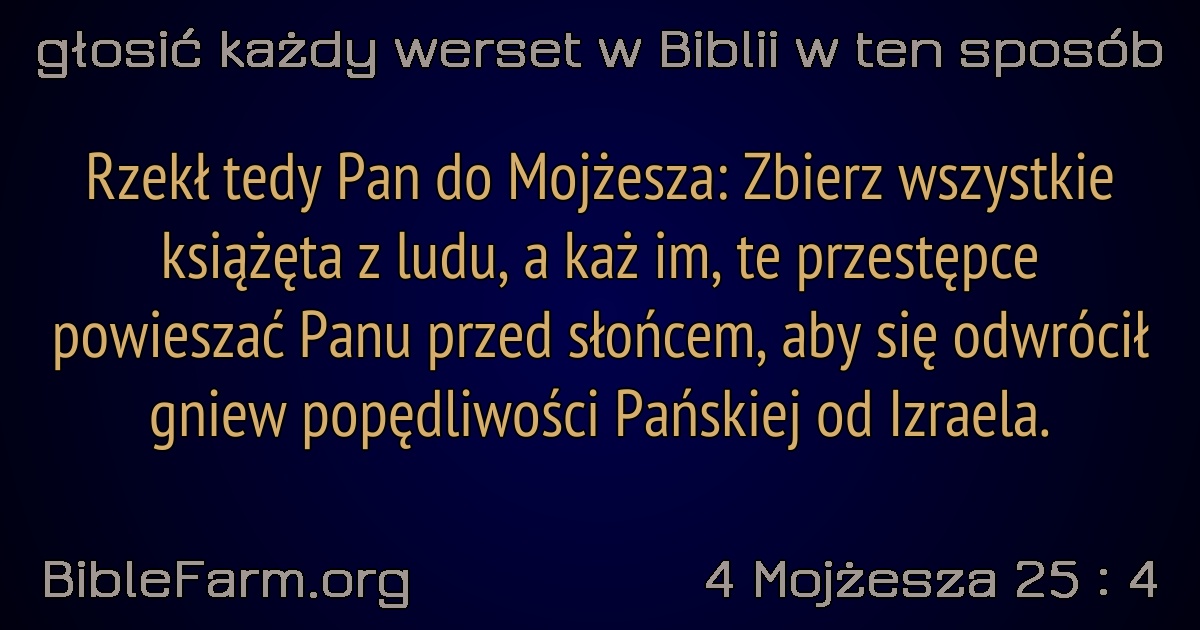 głosić każdy werset w Biblii w ten sposób
Rzekł tedy Pan do Mojżesza: Zbierz wszystkie
książęta z ludu, a każ im, te przestępce
powieszać Panu przed słońcem, aby się odwrócił
gniew popędliwości Pańskiej od Izraela.
BibleFarm.org
4 Mojżesza 25 : 4